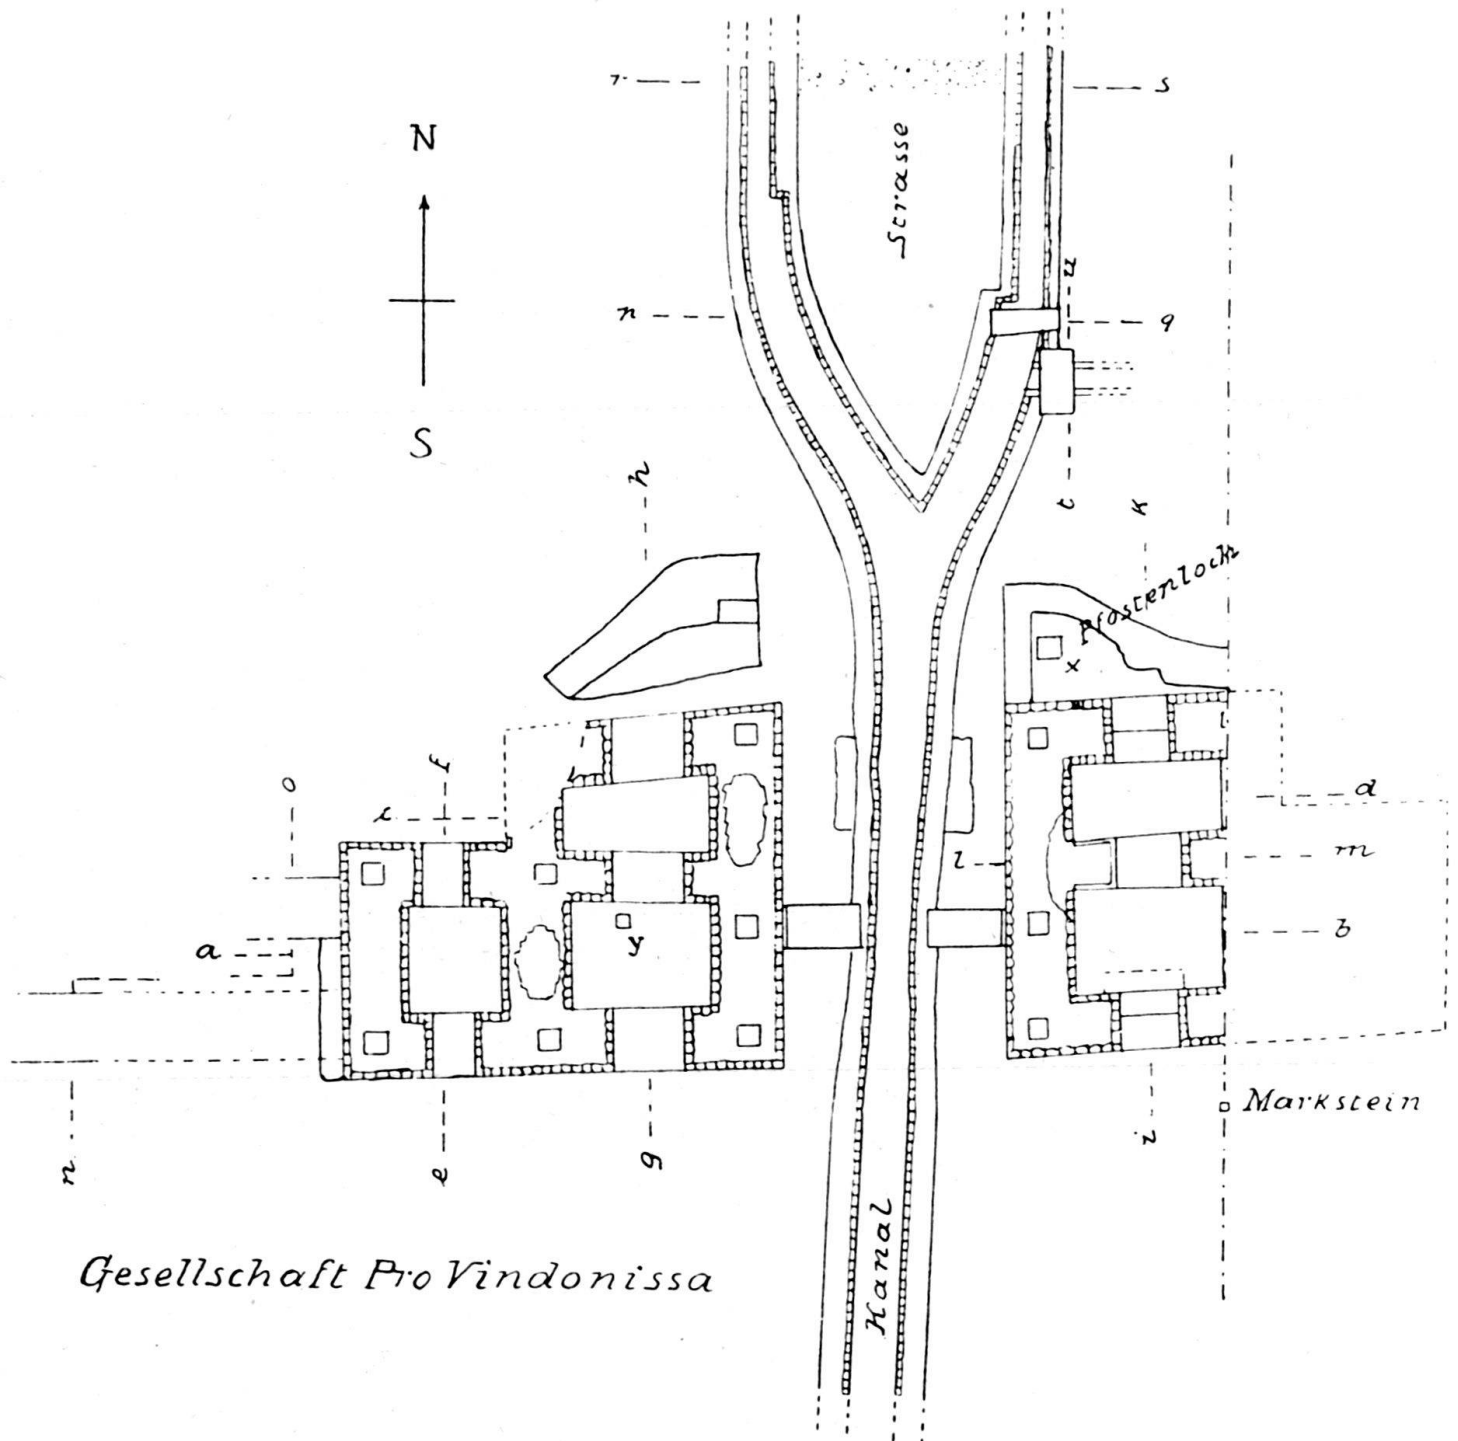 r
s
N
Strasse
u
n
q
S
h
t
k
Pfostenloch
x
o
f
c
d
l
m
a
y
b
Markstein
i
n
e
g
Kanal
Gesellschaft Pro Vindonissa